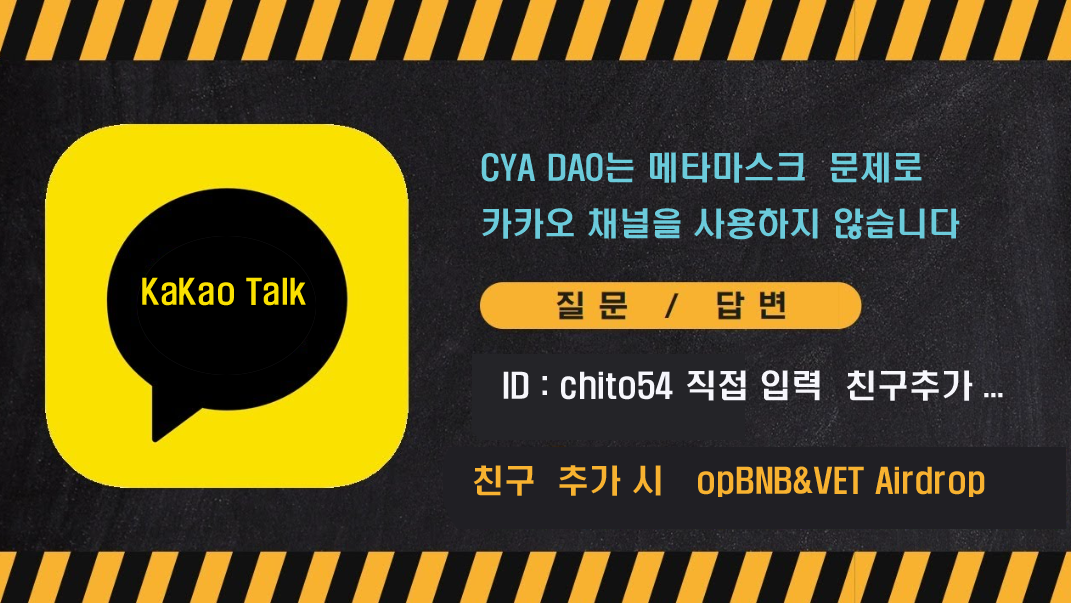 KaKao Talk
CYA DAO는 메타마스크 문제로
카카오 채널을 사용하지 않습니다
질문 / 답변
ID : chito54 직접 입력 친구추가 ...
친구 추가 시 opBNB&VET Airdrop